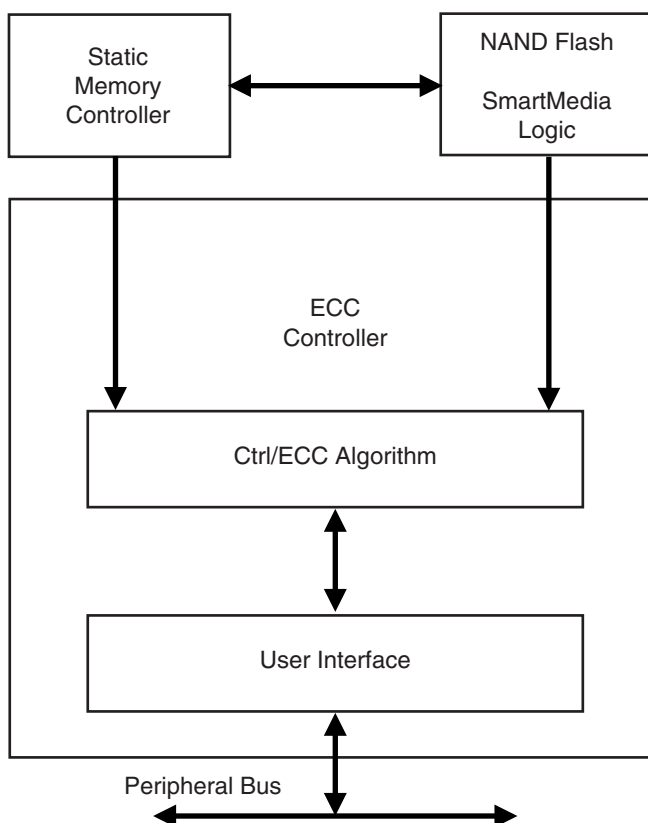 Static
Memory
Controller
NAND Flash
SmartMedia
Logic
ECC
Controller
Ctrl/ECC Algorithm
User Interface
Peripheral Bus